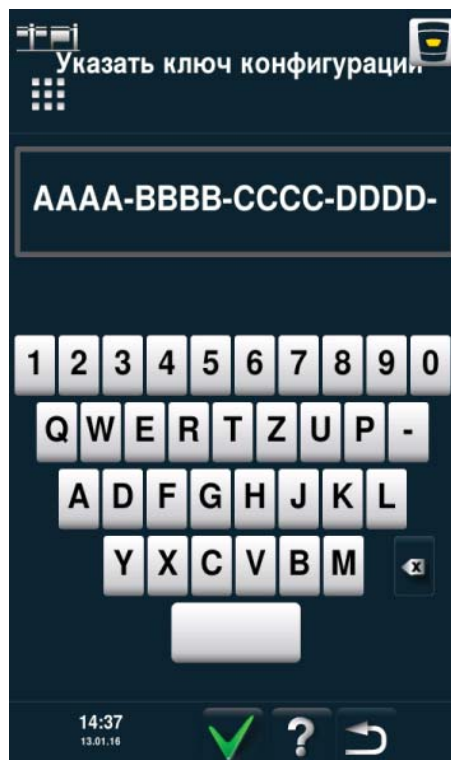 Указать ключ конфигурации
AAAA-BBBB-CCCC-DDDD-
1 2 3 4 5 6 7 8 9 0
Q W E R T Z U P -
A D F G H J K L
Y X C V B M x
14:37 ?
13.01.16